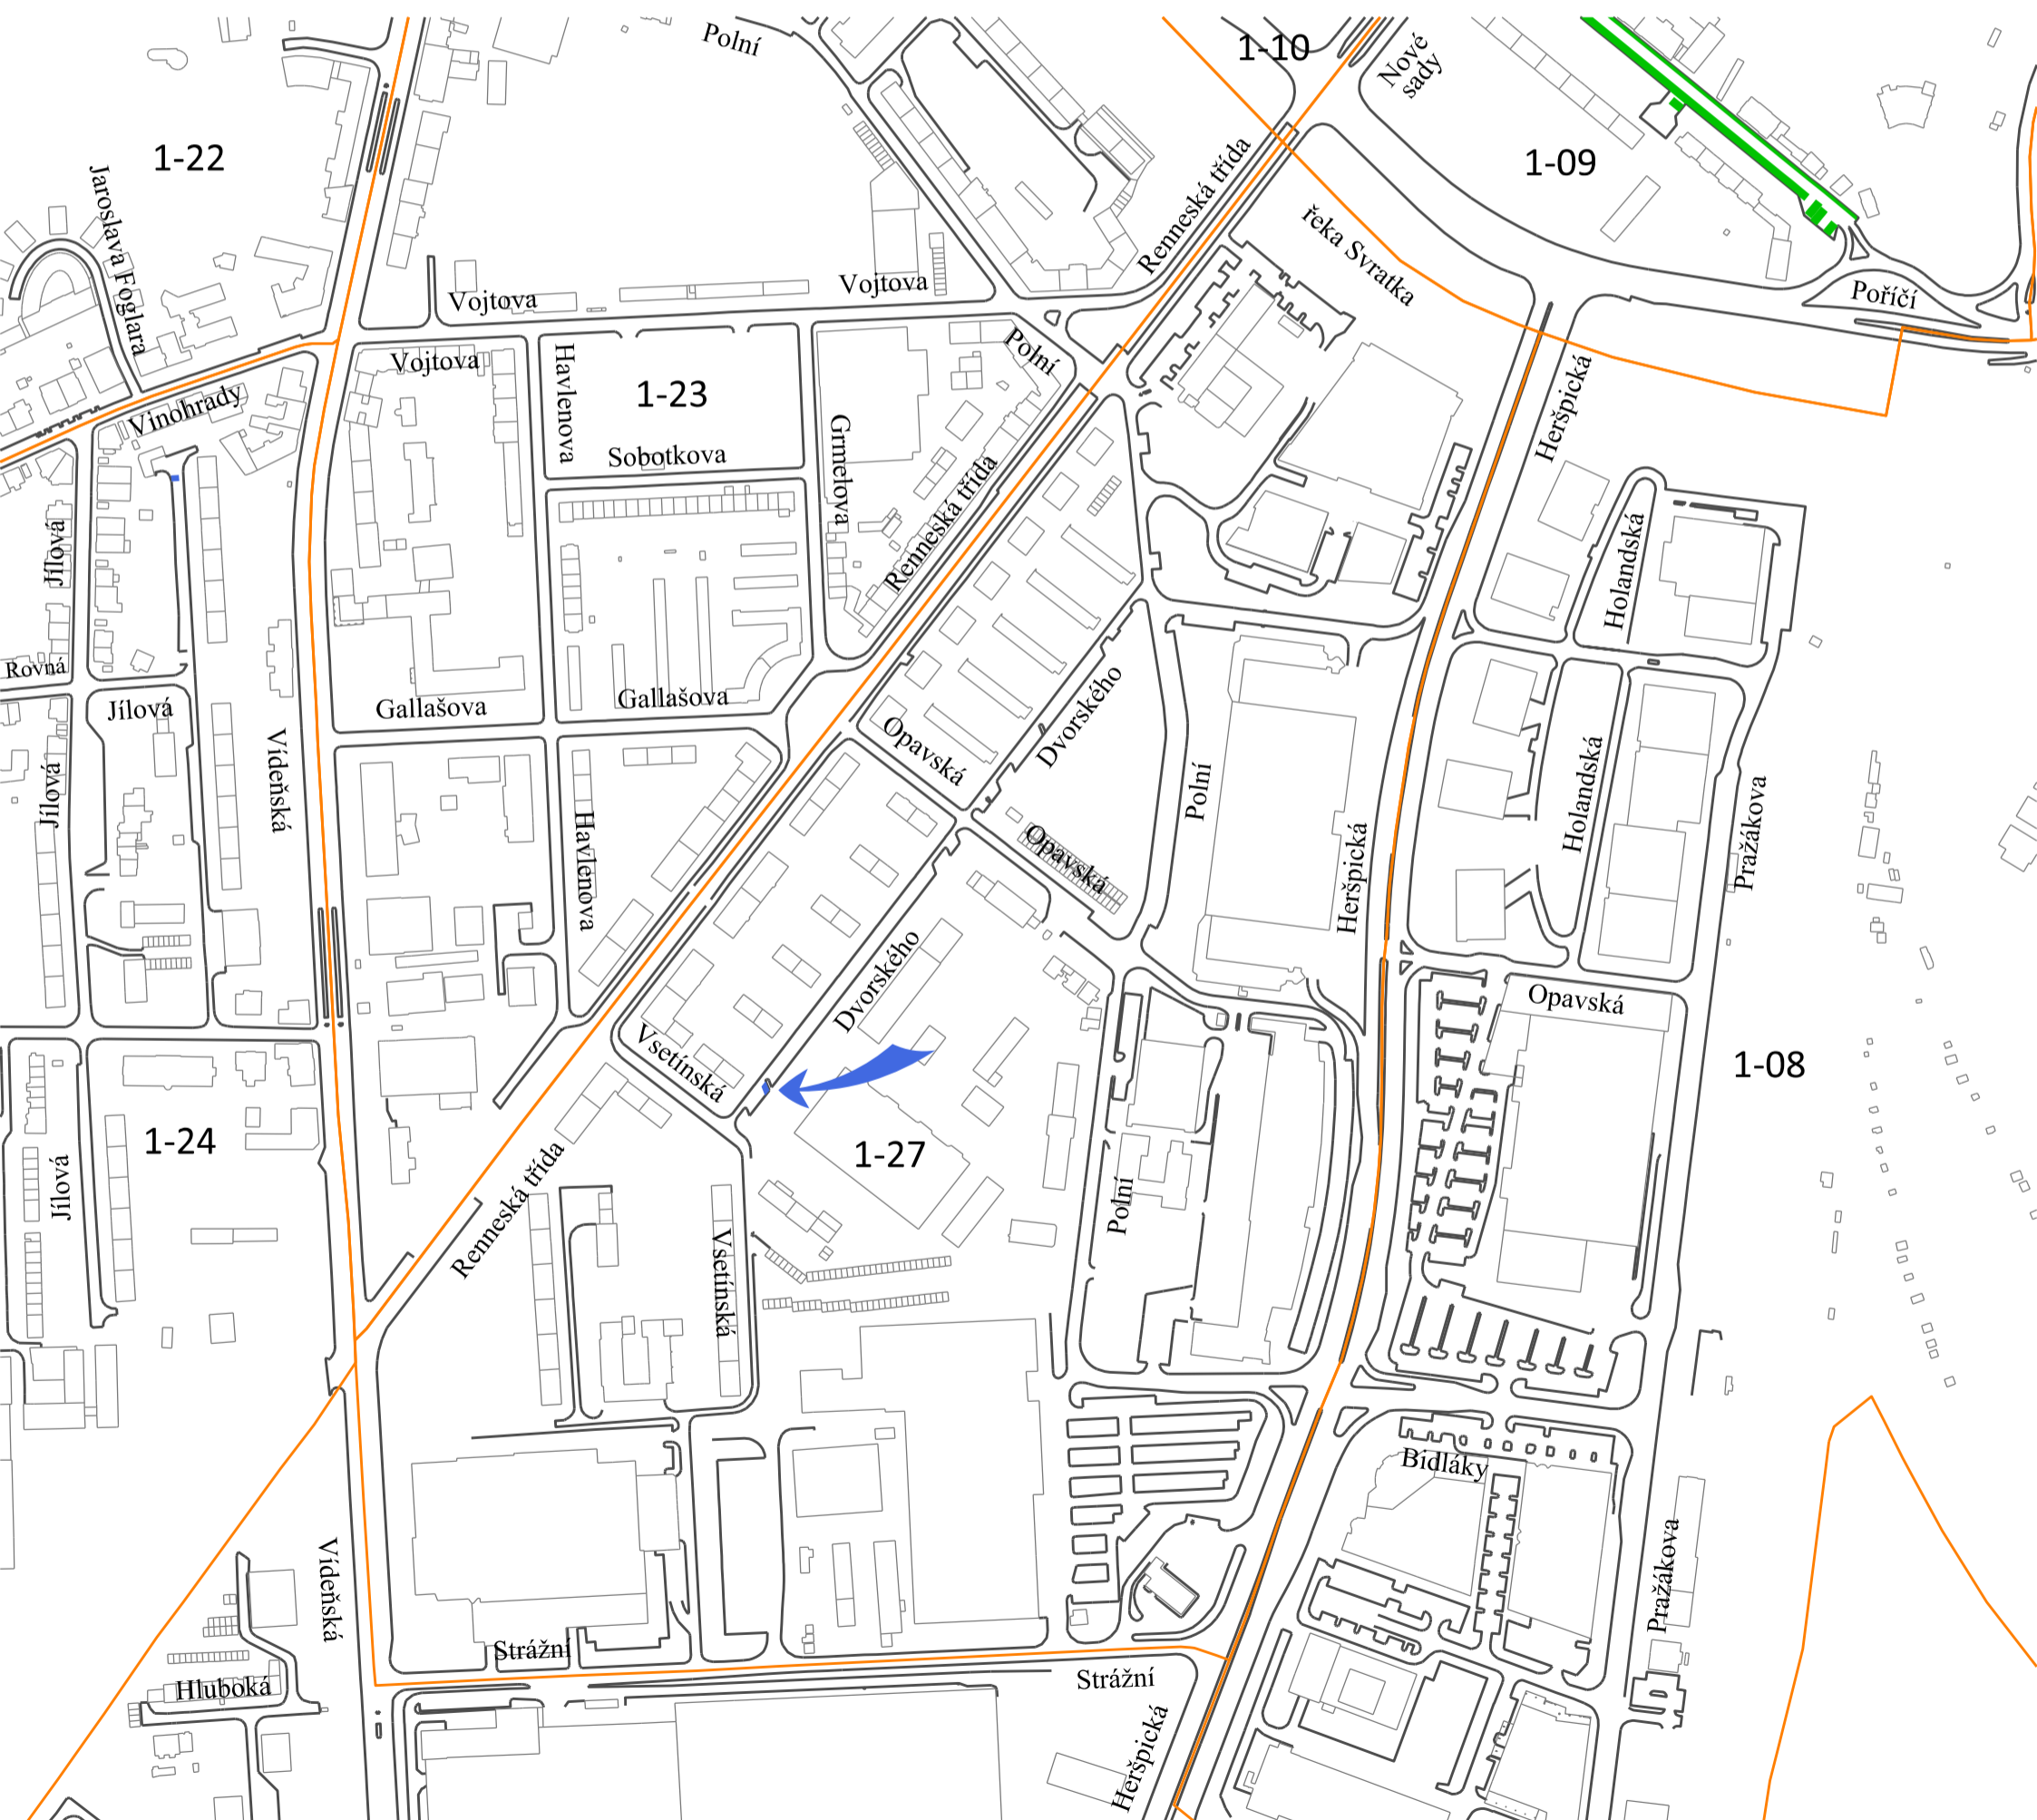 Polní
1-10
Nové
sady
1-22
1-09
Jaroslava Foglara
Renneská třída
řeka Svratka
Vojtova
Vojtova
Poříčí
Polní
Vojtova
Havlenova
1-23
Heršpická
Vinohrady
Sobotkova
Grmelova
Renneská třída
Jílová
Holandská
Rovná
Jílová
Gallašova
Gallašova
Dvorského
Opavská
Vídeňská
Jílová
Polní
Holandská
Pražákova
Havlenova
Opavská
Heršpická
Dvorského
Opavská
Vsetínská
1-08
1-24
1-27
Jílová
Renneská třída
Polní
Vsetínská
Bidláky
Vídeňská
Pražákova
Strážní
Strážní
Hluboká
Heršpická